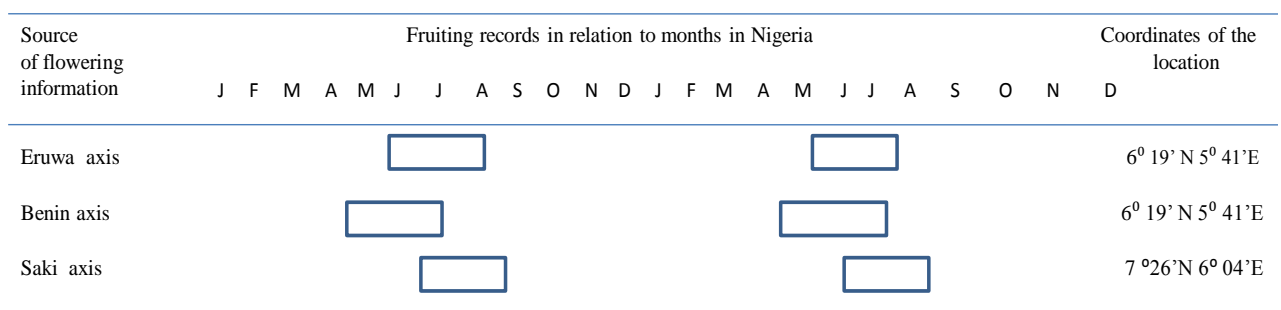 Source Fruiting records in relation to months in Nigeria Coordinates of the
of flowering location
information J F M A M J J A S O N D J F M A M J J A S O N D
Eruwa axis 6⁰ 19’ N 5⁰ 41’E
Benin axis 6⁰ 19’ N 5⁰ 41’E
Saki axis 7 ⁰26’N 6⁰ 04’E